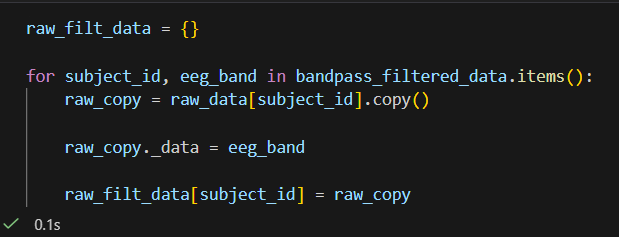 raw_filt_data = {}
for subject_id, eeg_band in bandpass_filtered_data.items():
raw_copy = raw_data[subject_id].copy()
raw_copy._data = eeg_band
raw_filt_data[subject_id] = raw_copy
0.1s